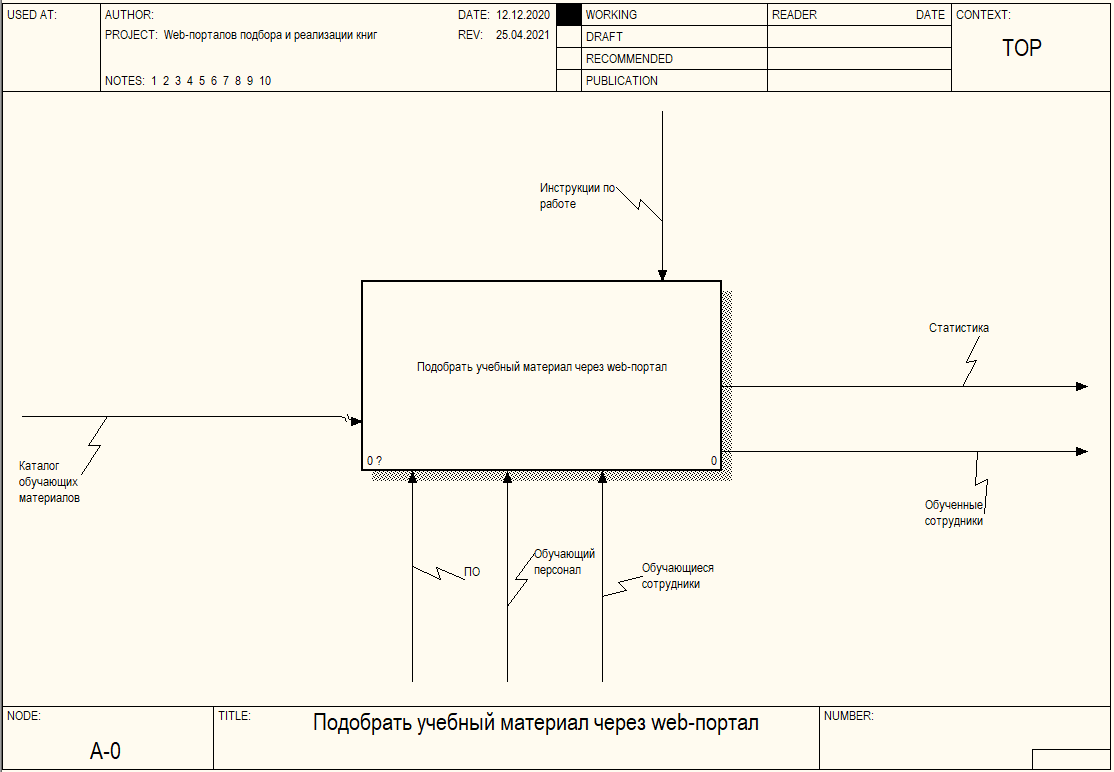 USED AT:
AUTHOR:
DATE: 12.12.2020
PROJECT: Web-порталов подбора и реализации книг
REV: 25.04.2021
NOTES: 1 2 3 4 5 6 7 8 9 10
WORKING
DRAFT
RECOMMENDED
PUBLICATION
READER
DATE
CONTEXT:
TOP
Инструкции по
работе
Статистика
Подобрать учебный материал через web-портал
0 ?
0
Каталог
обучающих
материалов
Обученные
сотрудники
ПО
Обучающий
персонал
Обучающиеся
сотрудники
NODE:
A-0
TITLE:
Подобрать учебный материал через web-портал
NUMBER: